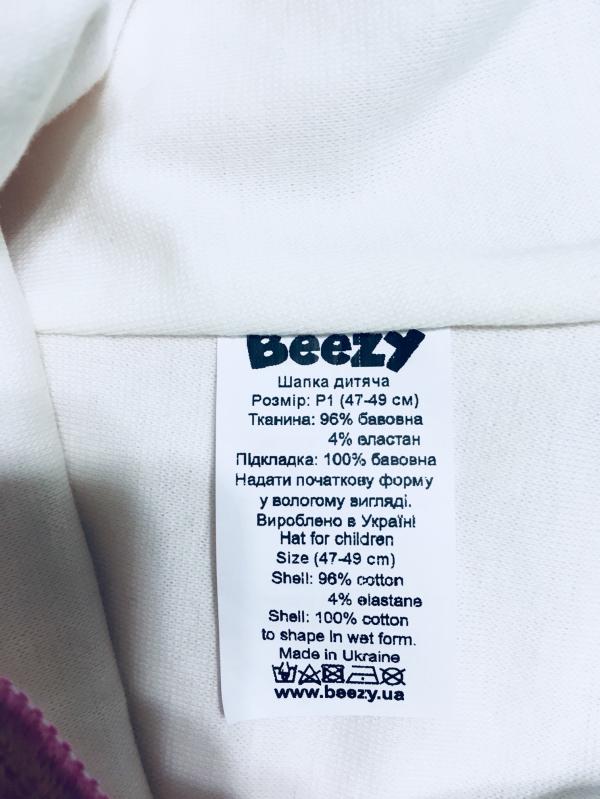 Beezy
Шапка дитяча
Розмір: Р1 (47-49 см)
Тканина: 96% бавовна
4% еластан
Підкладка: 100% бавовна
Надати початкову форму
у вологому вигляді.
Вироблено в Україні
Hat for children
Size (47-49 cm)
Shell: 96% cotton
4% elastane
Shell: 100% cotton
to shape in wet form.
Made in Ukraine
www.beezy.ua